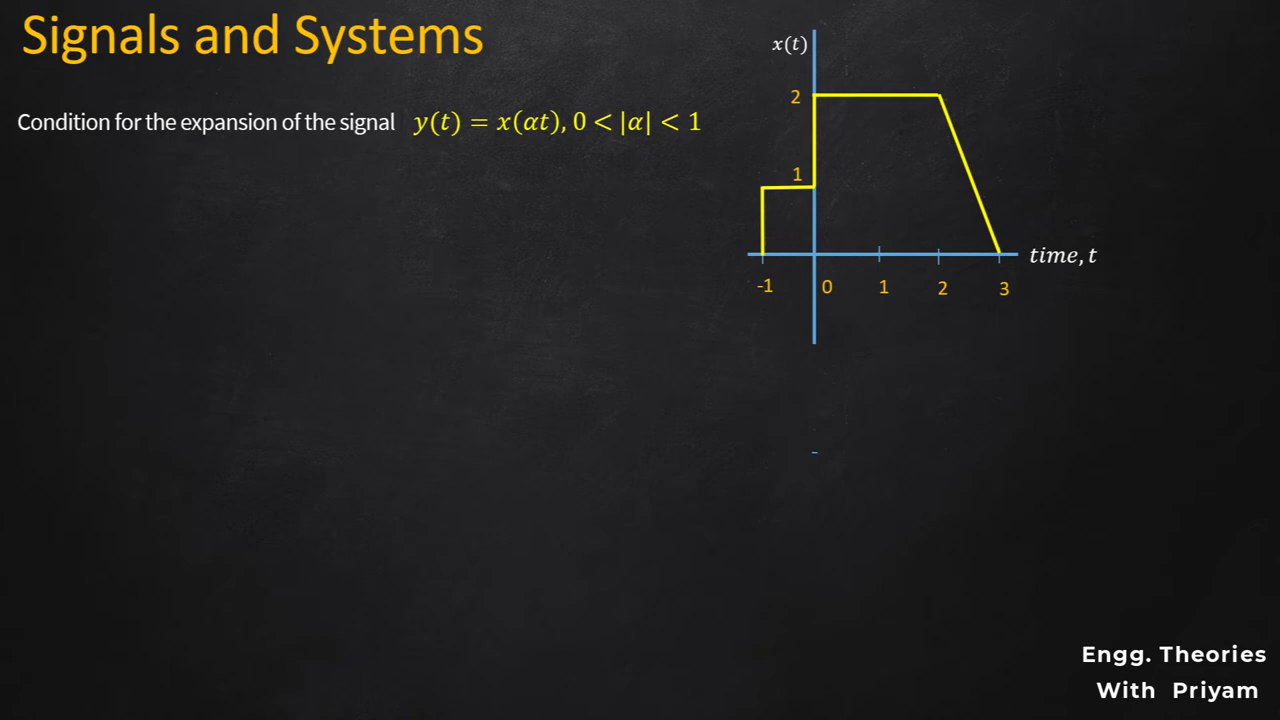 Signals and Systems
Condition for the expansion of the signal y(t) = x(αt), 0 < |α| < 1
x(t)
2
1
time, t
-1 0 1 2 3
Engg. Theories
With Priyam